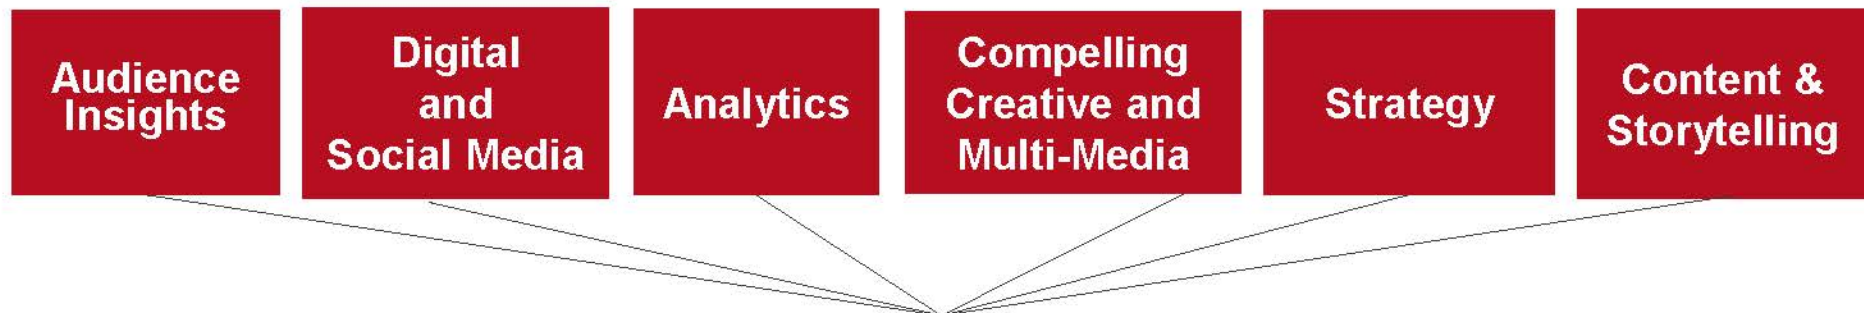 Audience
Insights
Digital
and
Social Media
Analytics
Compelling
Creative and
Multi-Media
Strategy
Content &
Storytelling